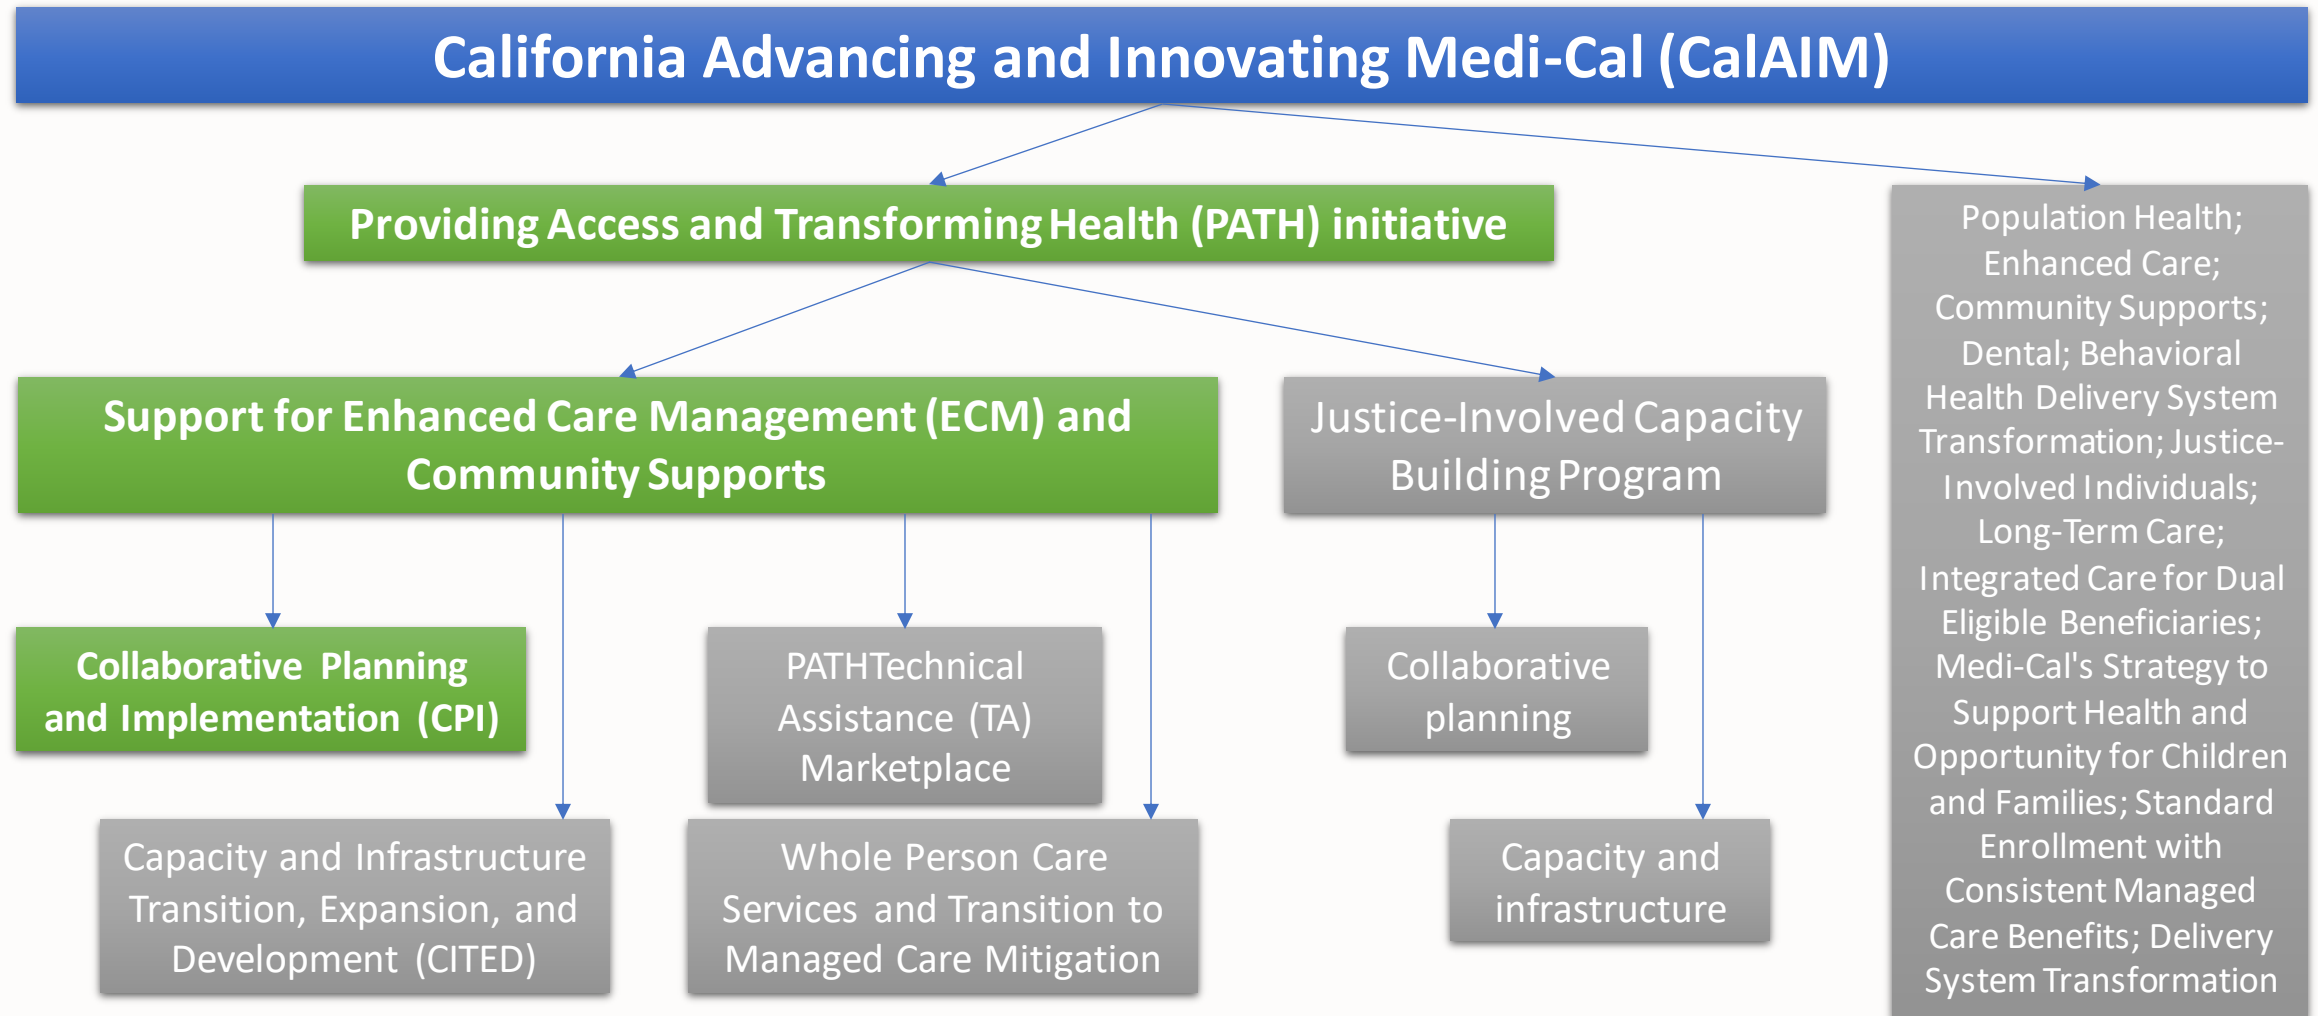 California Advancing and Innovating Medi-Cal (CalAIM)
Providing Access and Transforming Health (PATH) initiative
Support for Enhanced Care Management (ECM) and
Community Supports
Justice-Involved Capacity
Building Program
Collaborative Planning
and Implementation (CPI)
Capacity and Infrastructure
Transition, Expansion, and
Development (CITED)
PATHTechnical
Assistance (TA)
Marketplace
Whole Person Care
Services and Transition to
Managed Care Mitigation
Collaborative
planning
Capacity and
infrastructure
Population Health;
Enhanced Care;
Community Supports;
Dental; Behavioral
Health Delivery System
Transformation; Justice-
Involved Individuals;
Long-Term Care;
Integrated Care for Dual
Eligible Beneficiaries;
Medi-Cal's Strategy to
Support Health and
Opportunity for Children
and Families; Standard
Enrollment with
Consistent Managed
Care Benefits; Delivery
System Transformation